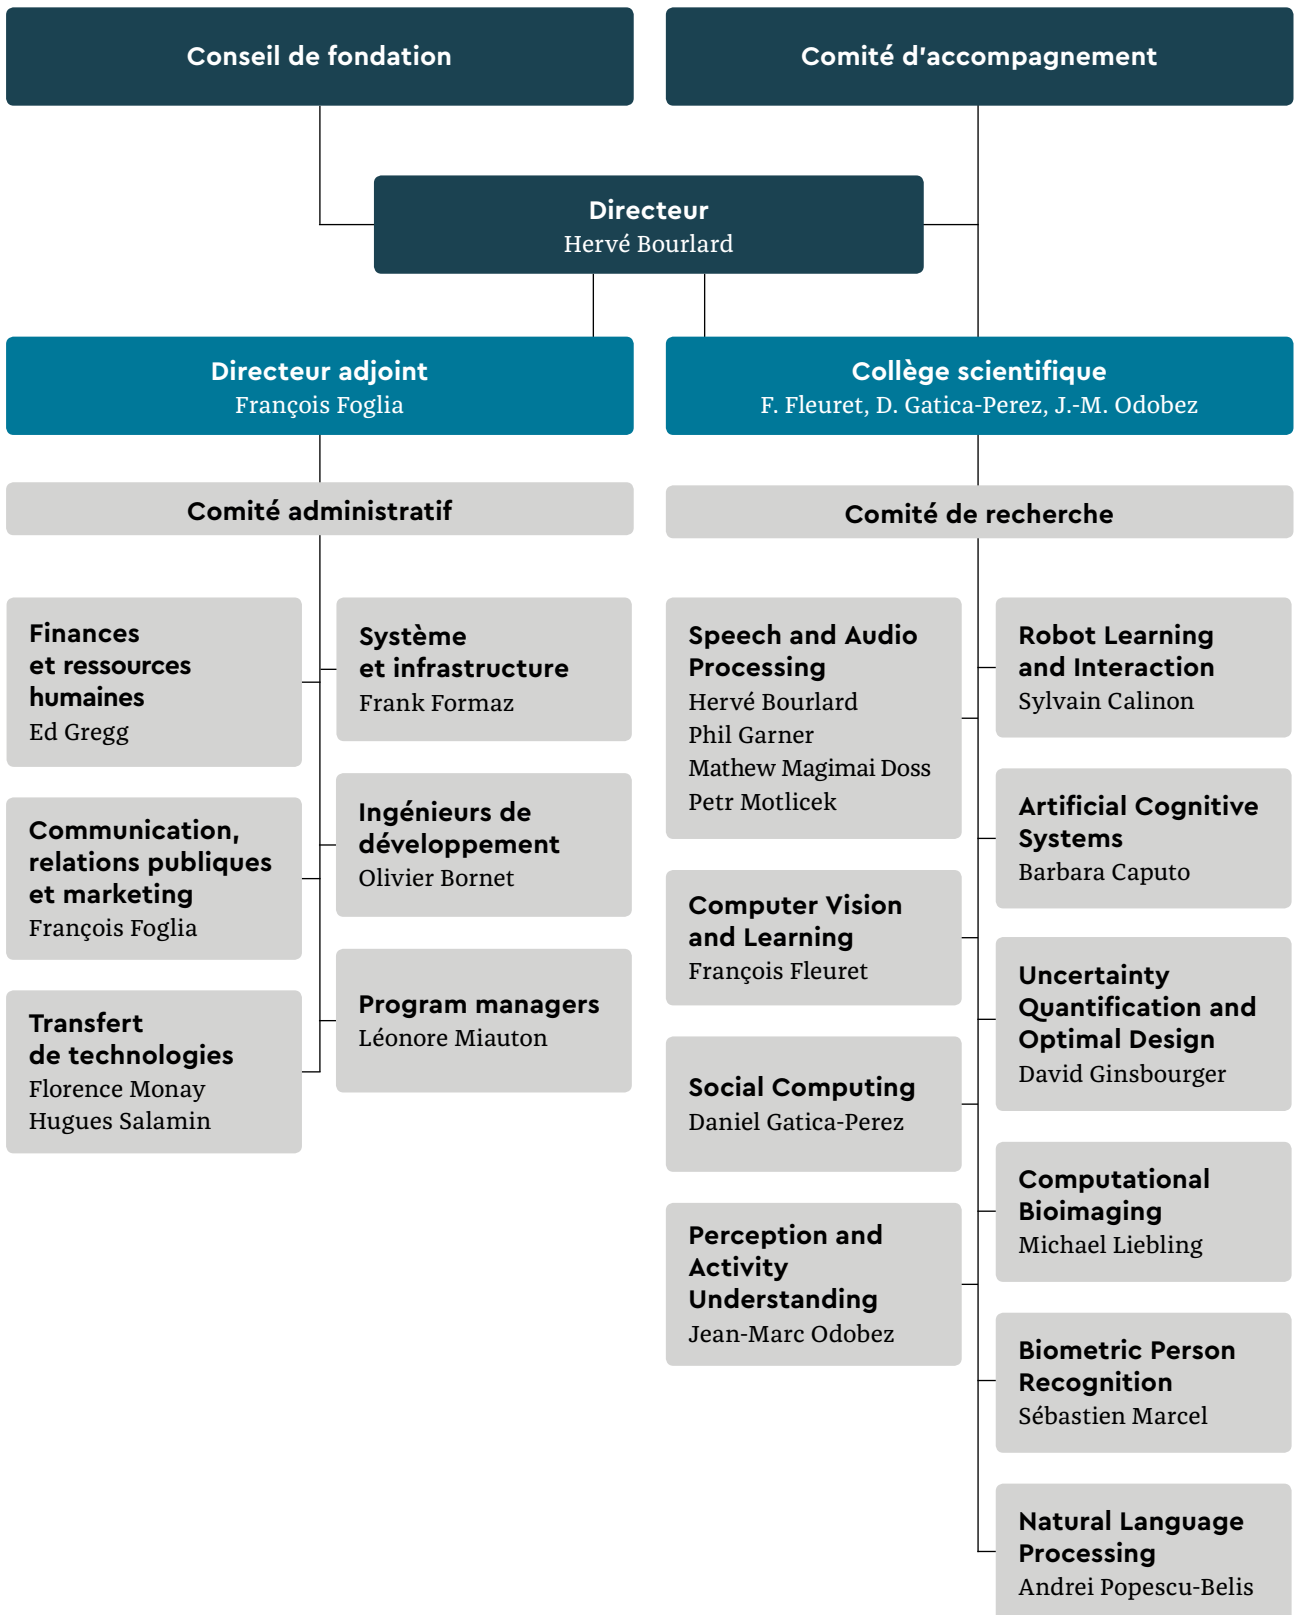 Conseil de fondation
Comité d'accompagnement
Directeur
Hervé Bourlard
Directeur adjoint
François Foglia
Collège scientifique
F. Fleuret, D. Gatica-Perez, J.-M. Odobez
Comité administratif
Comité de recherche
Finances
et ressources
humaines
Ed Gregg
Communication,
relations publiques
et marketing
François Foglia
Transfert
de technologies
Florence Monay
Hugues Salamin
Système
et infrastructure
Frank Formaz
Ingénieurs de
développement
Olivier Bornet
Program managers
Léonore Miauton
Speech and Audio
Processing
Hervé Bourlard
Phil Garner
Mathew Magimai Doss
Petr Motlicek
Computer Vision
and Learning
François Fleuret
Social Computing
Daniel Gatica-Perez
Perception and
Activity
Understanding
Jean-Marc Odobez
Robot Learning
and Interaction
Sylvain Calinon
Artificial Cognitive
Systems
Barbara Caputo
Uncertainty
Quantification and
Optimal Design
David Ginsbourger
Computational
Bioimaging
Michael Liebling
Biometric Person
Recognition
Sébastien Marcel
Natural Language
Processing
Andrei Popescu-Belis